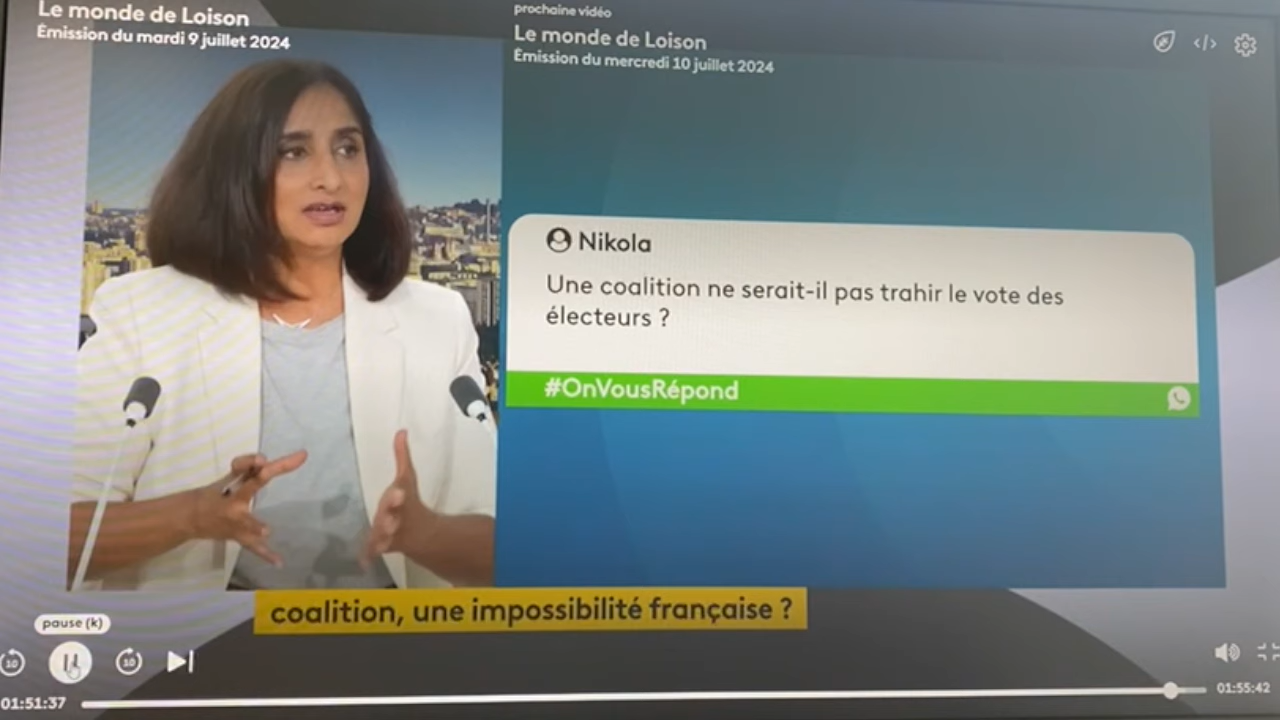 Le monde de Loison
Émission du mardi 9 juillet 2024
prochaine vidéo
Le monde de Loison
Émission du mercredi 10 juillet 2024
Nikola
Une coalition ne serait-il pas trahir le vote des
électeurs ?
#OnVousRépond
coalition, une impossibilité française ?
pause (k)
10
10
01:51:37
01:55:42